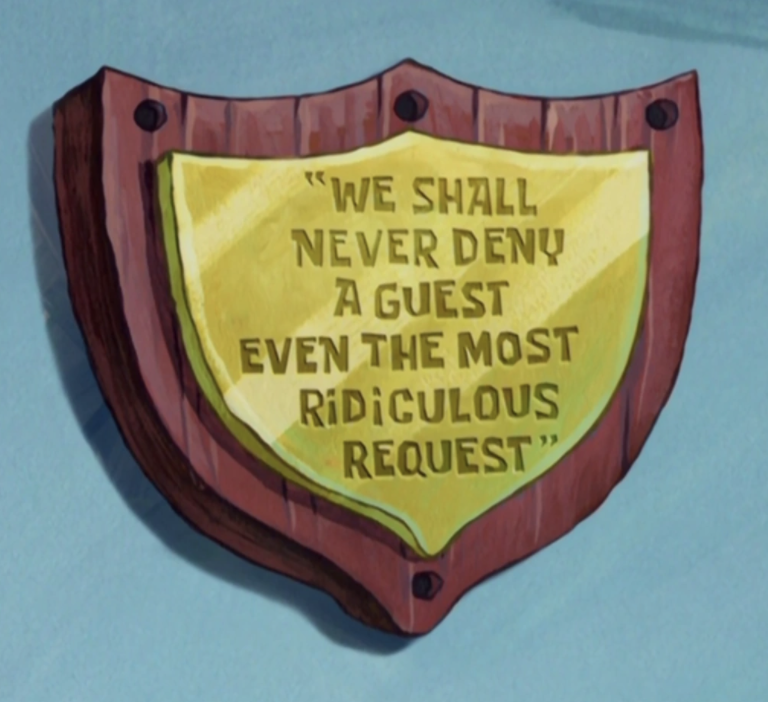 “WE SHALL
NEVER DENY
A GUEST
EVEN THE MOST
RiDiCULOUS
REQUEST”